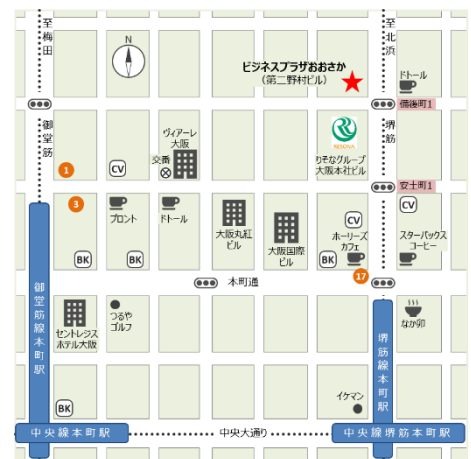 至梅田
N
ビジネスプラザおおさか
（第二野村ビル）
至北浜
ドトール
備後町1
御堂筋
堺筋
ヴィアーレ
大阪
交番
RESONA
りそなグループ
大阪本社ビル
1
CV
安土町1
3
プロント
ドトール
大阪丸紅
ビル
大阪国際
ビル
CV
ホーリーズ
カフェ
CV
スターバックス
コーヒー
BK
BK
BK
17
本町通
御堂筋線本町駅
セントレジス
ホテル大阪
つるや
ゴルフ
なか卯
堺筋線本町駅
BK
イケマン
中央線本町駅
中央大通り
中央線堺筋本町駅